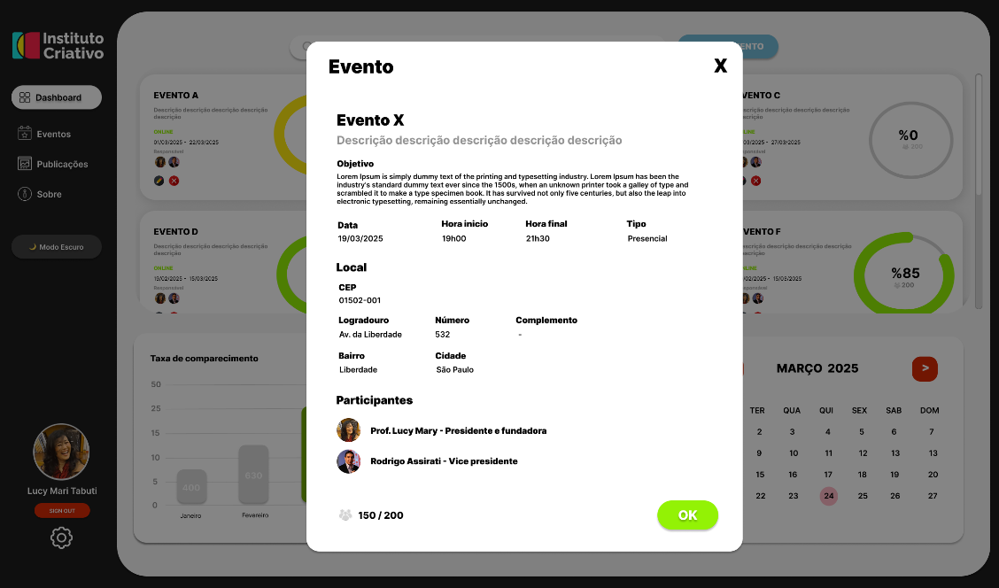 Instituto
Criativo
Dashboard
Eventos
Publicações
Sobre
Modo Escuro
Lucy Mari Tabuti
SIGN OUT
EVENTO A
Descrição descrição descrição descrição
descrição
ONLINE
01/03/2025 - 22/03/2025
Responsável
EVENTO D
Descrição descrição descrição descrição
descrição
ONLINE
19/02/2025 - 15/03/2025
Responsável
Taxa de comparecimento
50
25
15
10
5
0
400
630
Janeiro
Fevereiro
Evento
X
Evento X
Descrição descrição descrição descrição descrição
Objetivo
Lorem Ipsum is simply dummy text of the printing and typesetting industry. Lorem Ipsum has been the
industry's standard dummy text ever since the 1500s, when an unknown printer took a galley of type and
scrambled it to make a type specimen book. It has survived not only five centuries, but also the leap into
electronic typesetting, remaining essentially unchanged.
Data Hora inicio Hora final Tipo
19/03/2025 19h00 21h30 Presencial
Local
CEP
01502-001
Logradouro Número Complemento
Av. da Liberdade 532 -
Bairro Cidade
Liberdade São Paulo
Participantes
Prof. Lucy Mary - Presidente e fundadora
Rodrigo Assirati - Vice presidente
150 / 200
OK
ENTO
VENTO C
escrição descrição descrição descrição
escrição
/03/2025 - 27/03/2025
%0
200
VENTO F
escrição descrição descrição descrição
escrição
/02/2025 - 15/03/2025
%85
200
MARÇO 2025
>
TER QUA QUI SEX SAB DOM
2 3 4 5 6 7
9 10 11 12 13 13
15 16 17 18 19 20
22 23 24 25 26 27